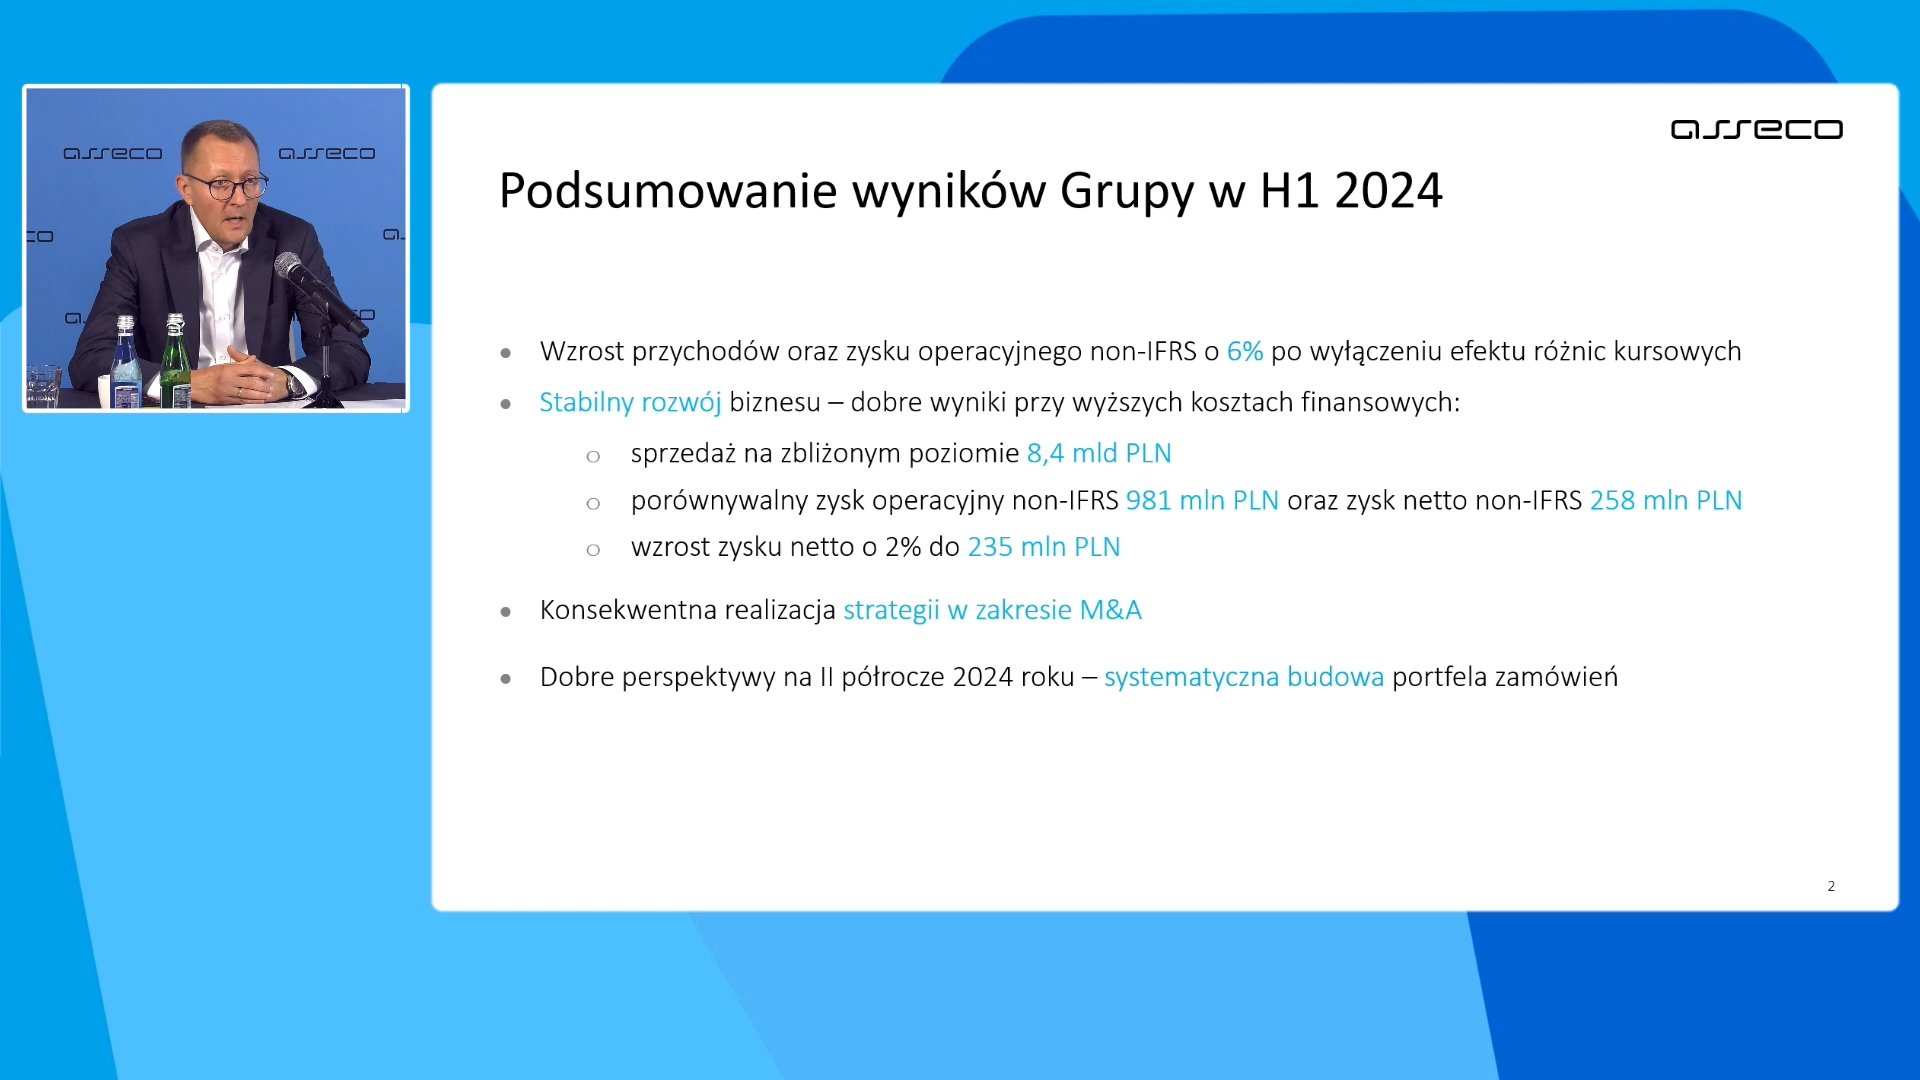 asseco
asseco
co
a
a
co
asseco
Podsumowanie wyników Grupy w H1 2024
Wzrost przychodów oraz zysku operacyjnego non-IFRS o 6% po wyłączeniu efektu różnic kursowych
Stabilny rozwój biznesu – dobre wyniki przy wyższych kosztach finansowych:
sprzedaż na zbliżonym poziomie 8,4 mld PLN
porównywalny zysk operacyjny non-IFRS 981 mln PLN oraz zysk netto non-IFRS 258 mln PLN
wzrost zysku netto o 2% do 235 mln PLN
Konsekwentna realizacja strategii w zakresie M&A
Dobre perspektywy na II półrocze 2024 roku – systematyczna budowa portfela zamówień
2